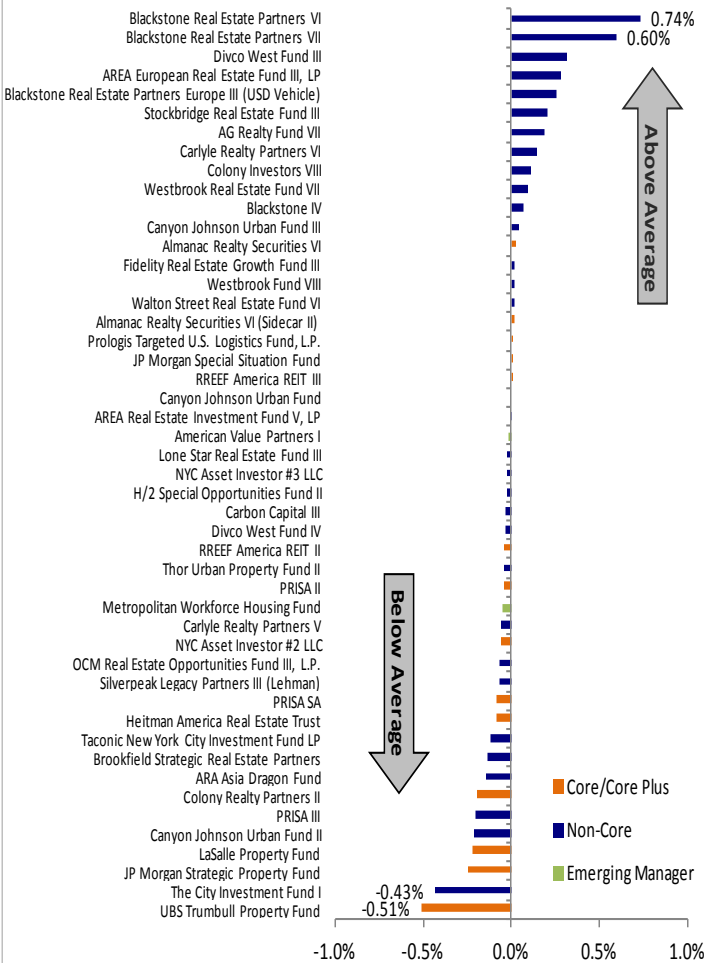 Blackstone Real Estate Partners VI
0.74%
Blackstone Real Estate Partners VII
0.60%
Divco West Fund III
AREA European Real Estate Fund III, LP
Blackstone Real Estate Partners Europe III (USD Vehicle)
Stockbridge Real Estate Fund III
AG Realty Fund VII
Carlyle Realty Partners VI
Colony Investors VIII
Westbrook Real Estate Fund VII
Blackstone IV
Canyon Johnson Urban Fund III
Almanac Realty Securities VI
Fidelity Real Estate Growth Fund III
Westbrook Fund VIII
Walton Street Real Estate Fund VI
Almanac Realty Securities VI (Sidecar II)
Prologis Targeted U.S. Logistics Fund, L.P.
JP Morgan Special Situation Fund
RREEF America REIT III
Canyon Johnson Urban Fund
AREA Real Estate Investment Fund V, LP
American Value Partners I
Lone Star Real Estate Fund III
NYC Asset Investor #3 LLC
H/2 Special Opportunities Fund II
Carbon Capital III
Divco West Fund IV
RREEF America REIT II
Thor Urban Property Fund II
PRISA II
Metropolitan Workforce Housing Fund
Carlyle Realty Partners V
NYC Asset Investor #2 LLC
OCM Real Estate Opportunities Fund III, L.P.
Silverpeak Legacy Partners III (Lehman)
PRISA SA
Heitman America Real Estate Trust
Taconic New York City Investment Fund LP
Brookfield Strategic Real Estate Partners
ARA Asia Dragon Fund
Colony Realty Partners II
PRISA III
Canyon Johnson Urban Fund II
LaSalle Property Fund
JP Morgan Strategic Property Fund
The City Investment Fund I
-0.43%
UBS Trumbull Property Fund
-0.51%
Above Average
Below Average
Core/Core Plus
Non-Core
Emerging Manager
-1.0%
-0.5%
0.0%
0.5%
1.0%